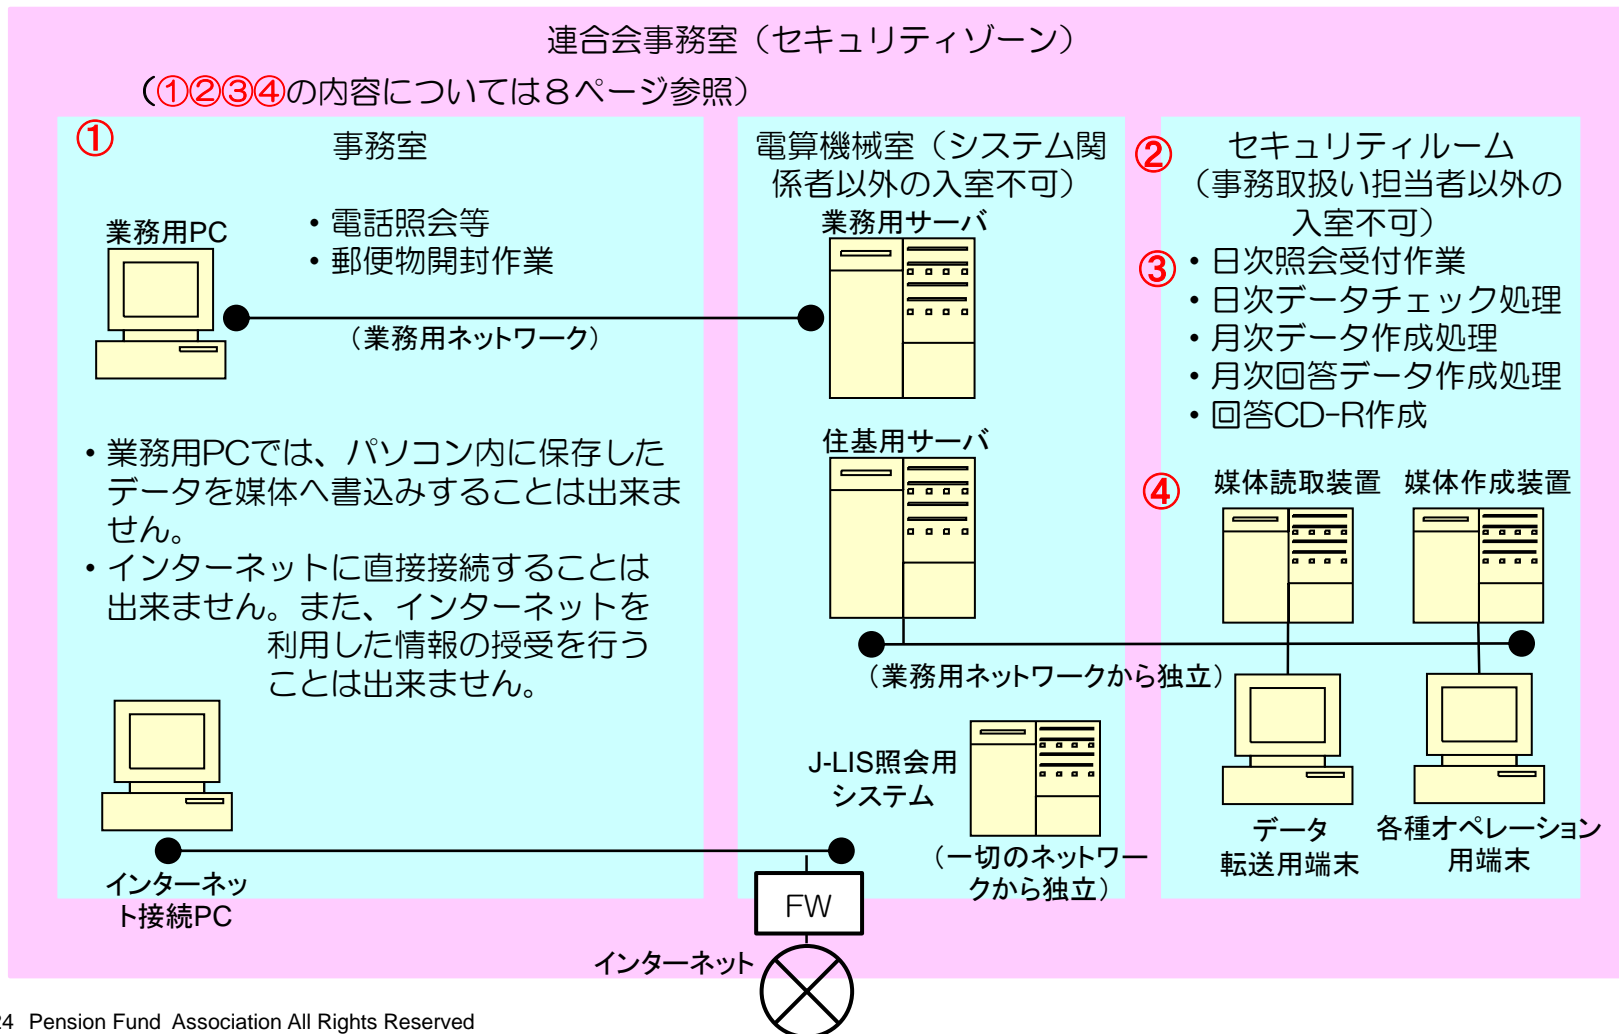 連合会事務室（セキュリティゾーン）
（①②③④の内容については８ページ参照）
①
事務室
・電話照会等
・郵便物開封作業
業務用PC
（業務用ネットワーク）
・業務用PCでは、パソコン内に保存した
データを媒体へ書込みすることは出来ま
せん。
・インターネットに直接接続することは
出来ません。また、インターネットを
利用した情報の授受を行う
ことは出来ません。
インターネッ
ト接続PC
電算機械室（システム関
係者以外の入室不可）
業務用サーバ
住基用サーバ
（業務用ネットワークから独立）
J-LIS照会用
システム
（一切のネットワー
クから独立）
FW
インターネット
②
セキュリティルーム
（事務取扱い担当者以外の
入室不可）
③
・日次照会受付作業
・日次データチェック処理
・月次データ作成処理
・月次回答データ作成処理
・回答CD-R作成
④
媒体読取装置
媒体作成装置
データ
転送用端末
各種オペレーション
用端末
24 Pension Fund Association All Rights Reserved